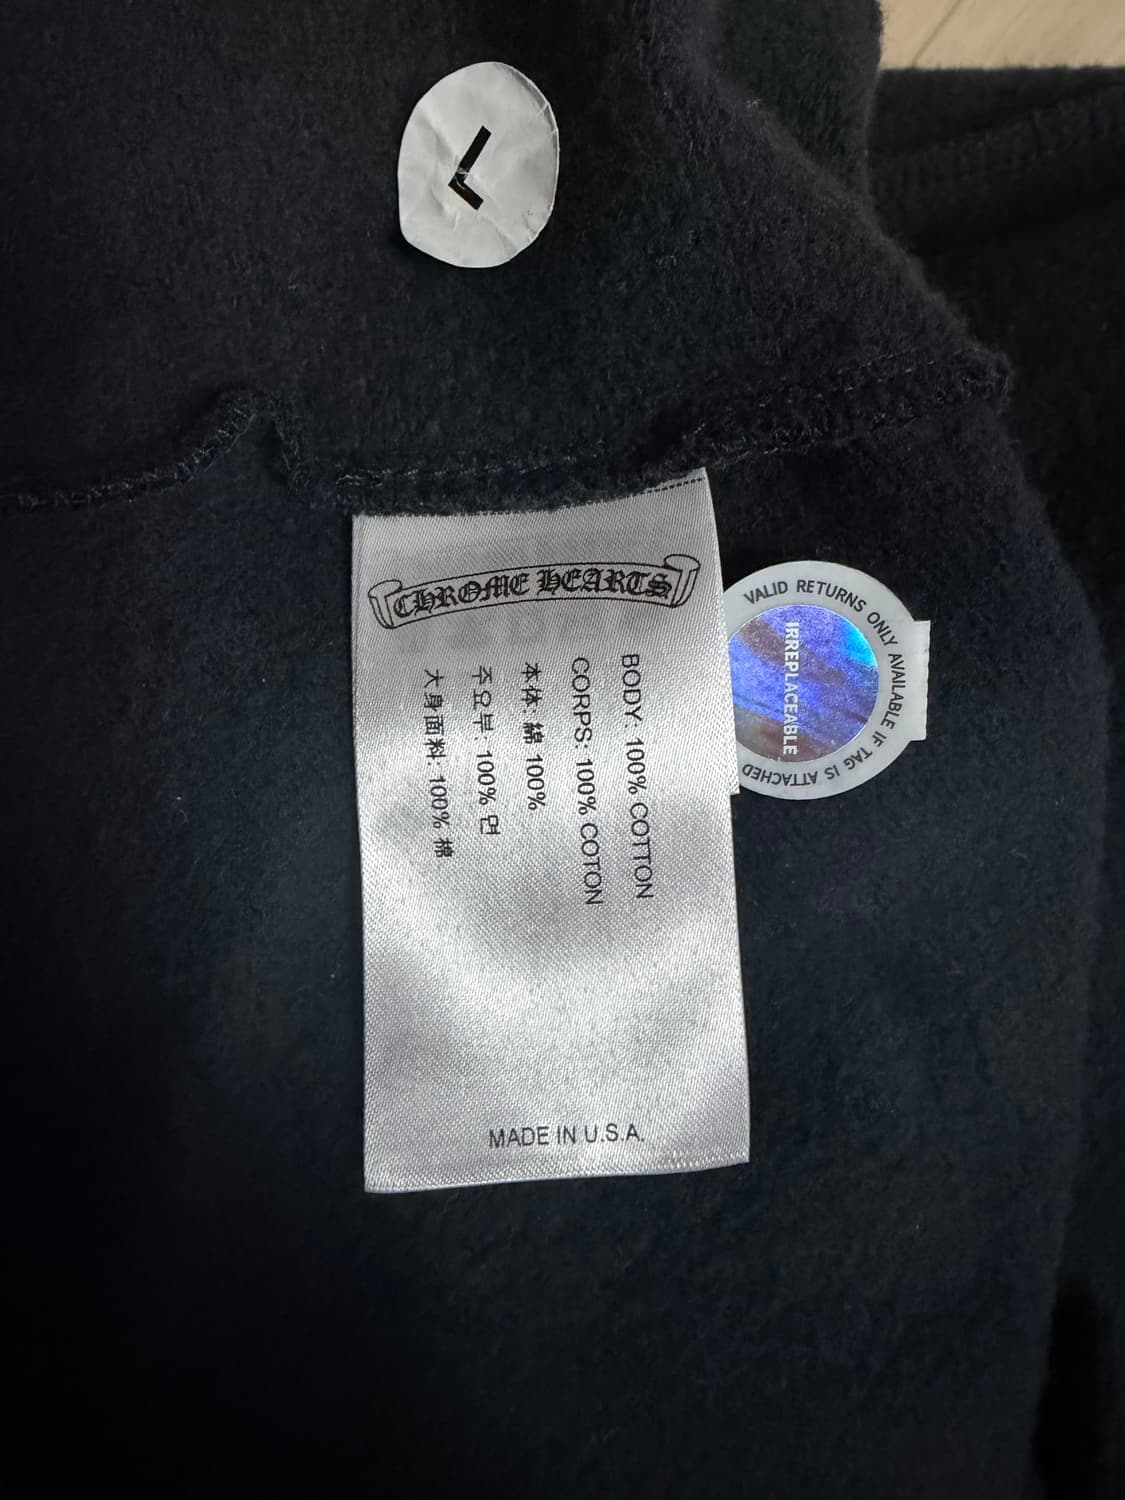 L
CHROME HEARTS
BODY: 100% COTTON
CORPS: 100% COTON
本体: 綿 100%
주요부: 100% 면
大身面料: 100% 棉
MADE IN U.S.A.
VALID RETURNS ONLY AVAILABLE IF TAG IS ATTACHED
IRREPLACEABLE